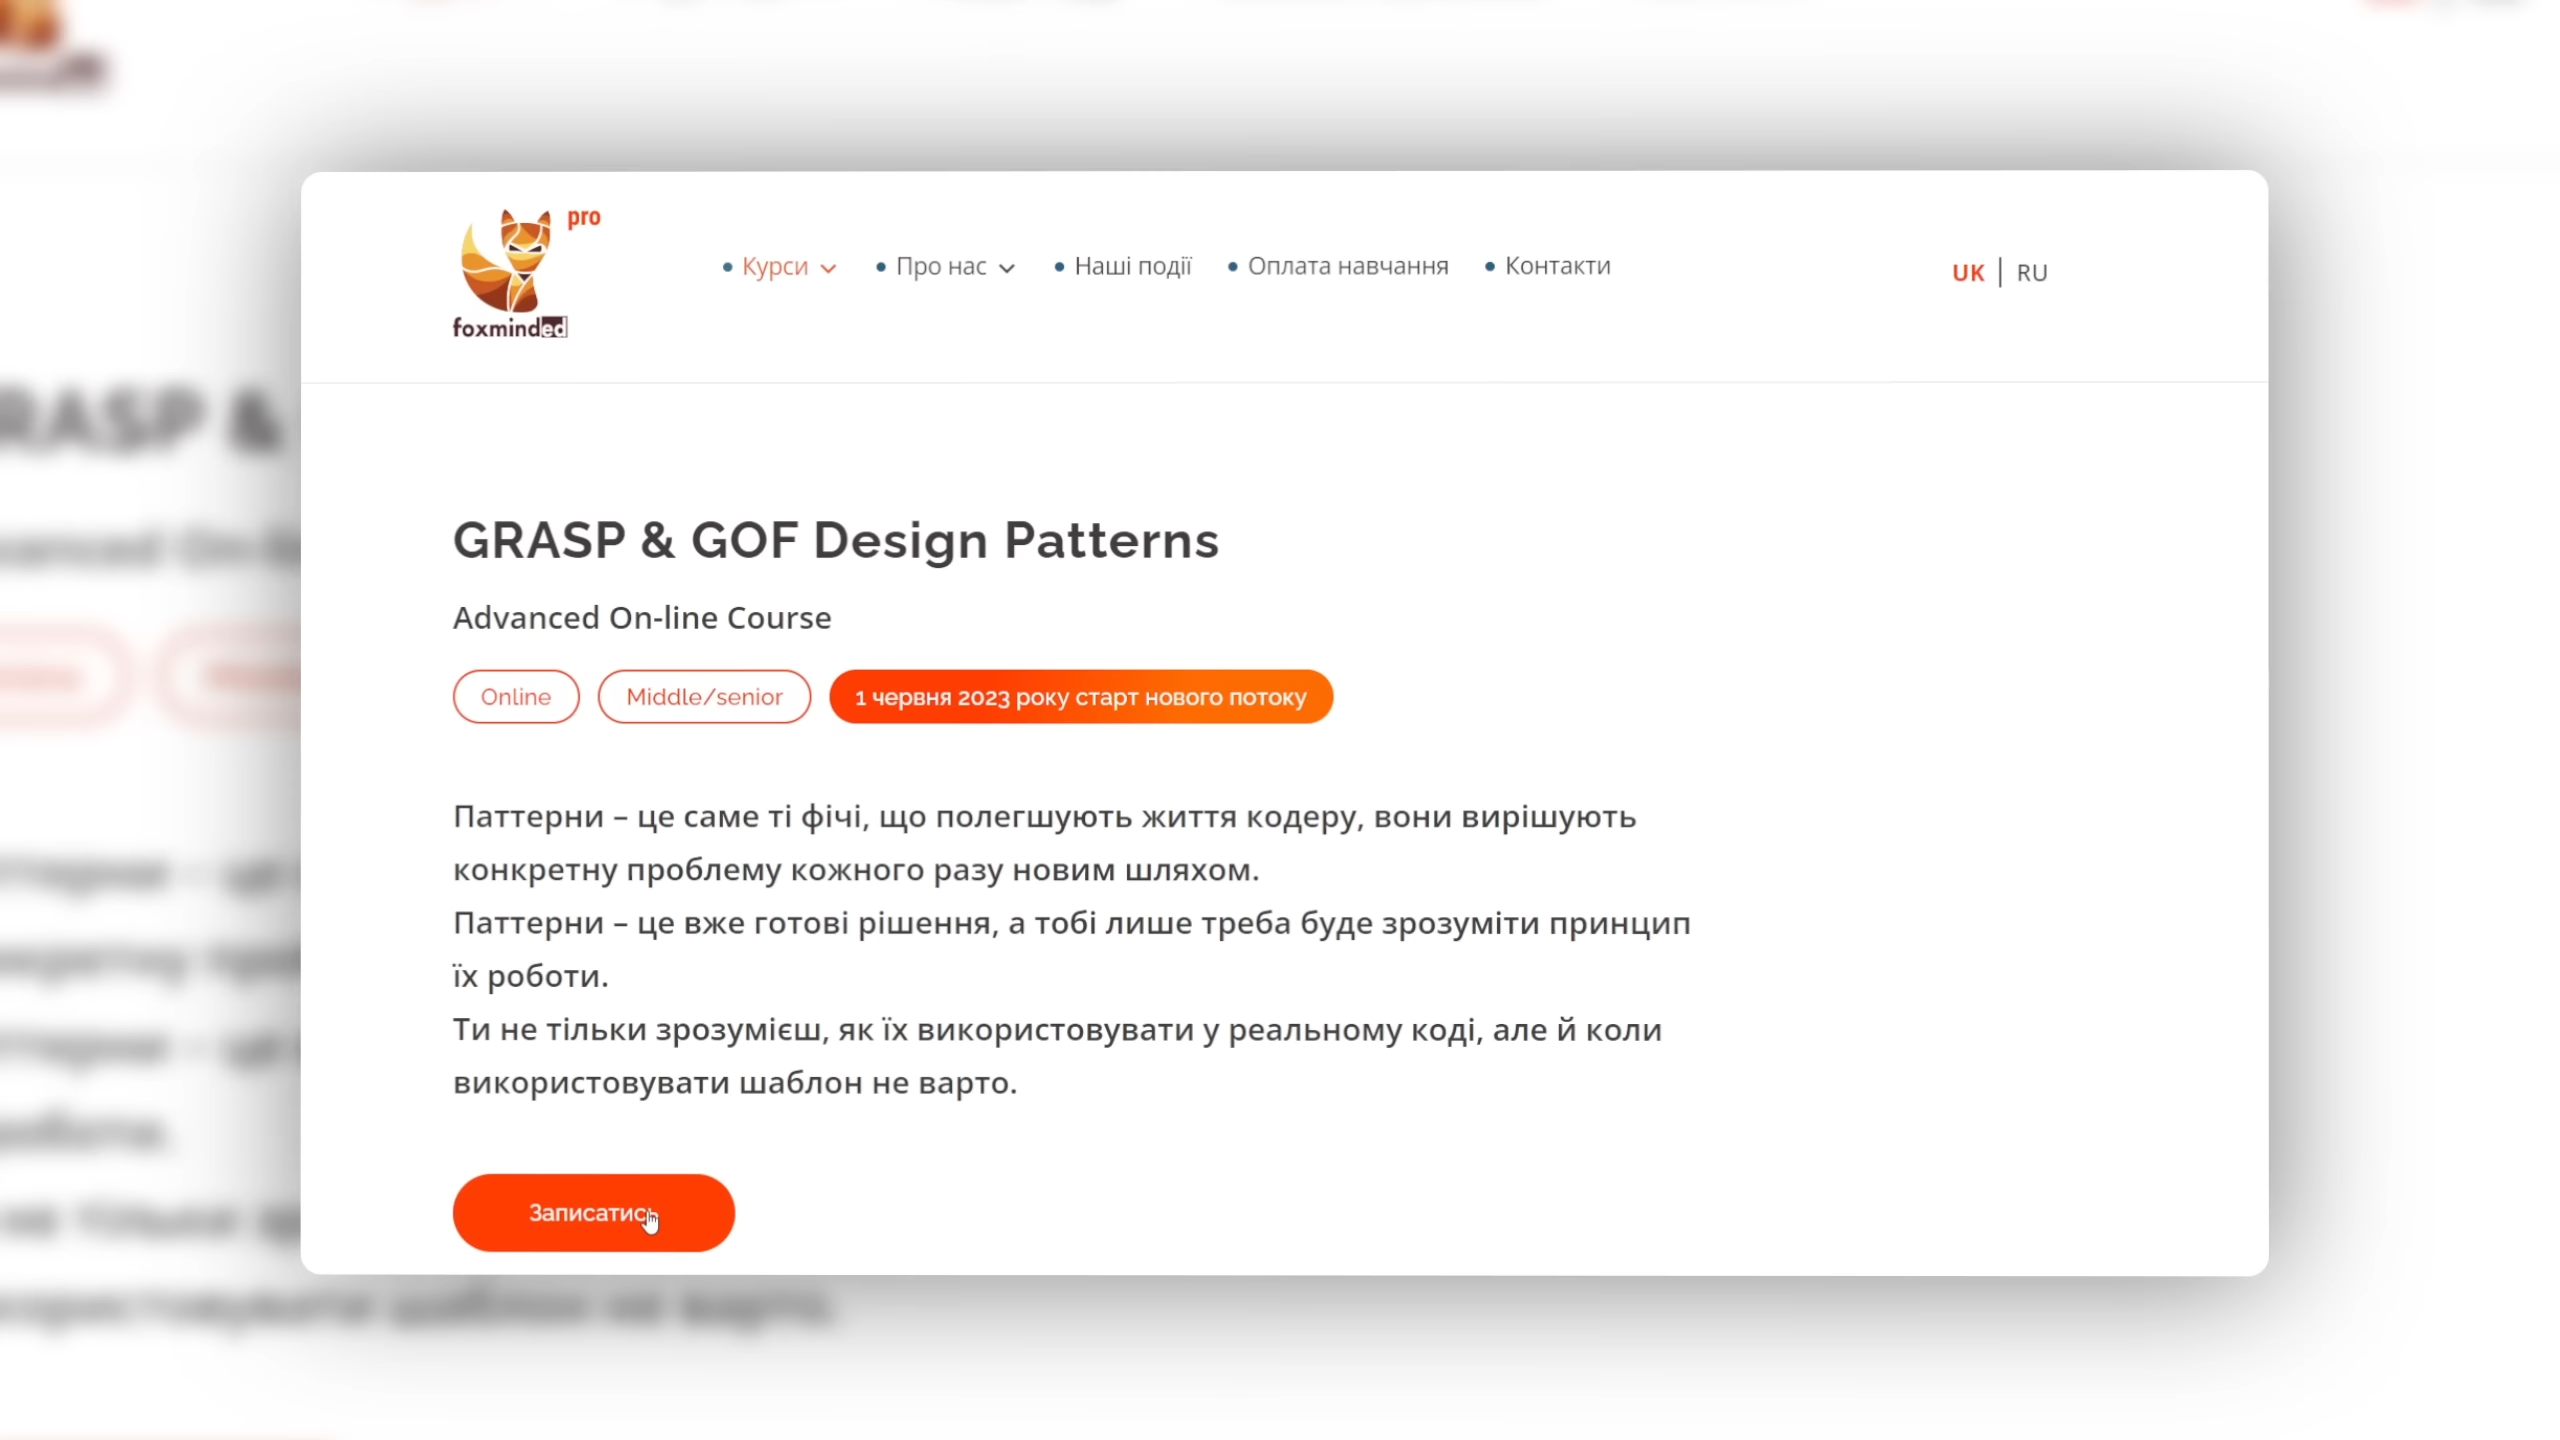 pro
foxminded
Курси
Про нас
Наші події
Оплата навчання
Контакти
UK | RU
GRASP & GOF Design Patterns
Advanced On-line Course
Online
Middle/senior
1 червня 2023 року старт нового потоку
Паттерни – це саме ті фічі, що полегшують життя кодеру, вони вирішують
конкретну проблему кожного разу новим шляхом.
Паттерни – це вже готові рішення, а тобі лише треба буде зрозуміти принцип
їх роботи.
Ти не тільки зрозумієш, як їх використовувати у реальному коді, але й коли
використовувати шаблон не варто.
Записатись